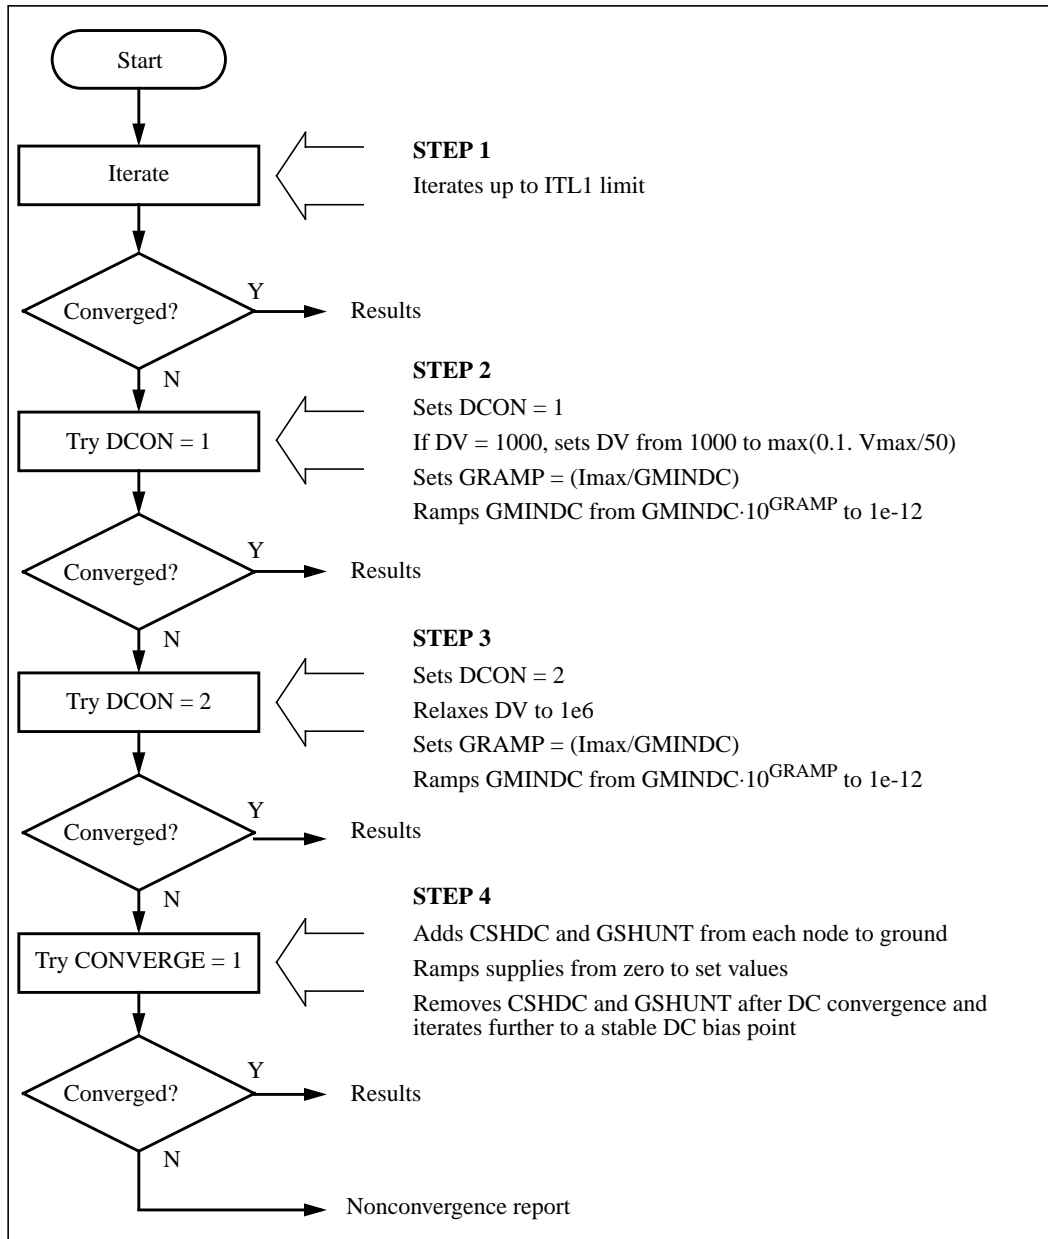 Start
Iterate
STEP 1
Iterates up to ITL1 limit
Converged?
Y
Results
N
STEP 2
Try DCON = 1
Sets DCON = 1
If DV = 1000, sets DV from 1000 to max(0.1. Vmax/50)
Sets GRAMP = (Imax/GMINDC)
Ramps GMINDC from GMINDC·10^GRAMP to 1e-12
Converged?
Y
Results
N
STEP 3
Try DCON = 2
Sets DCON = 2
Relaxes DV to 1e6
Sets GRAMP = (Imax/GMINDC)
Ramps GMINDC from GMINDC·10^GRAMP to 1e-12
Converged?
Y
Results
N
STEP 4
Try CONVERGE = 1
Adds CSHDC and GSHUNT from each node to ground
Ramps supplies from zero to set values
Removes CSHDC and GSHUNT after DC convergence and
iterates further to a stable DC bias point
Converged?
Y
Results
N
Nonconvergence report